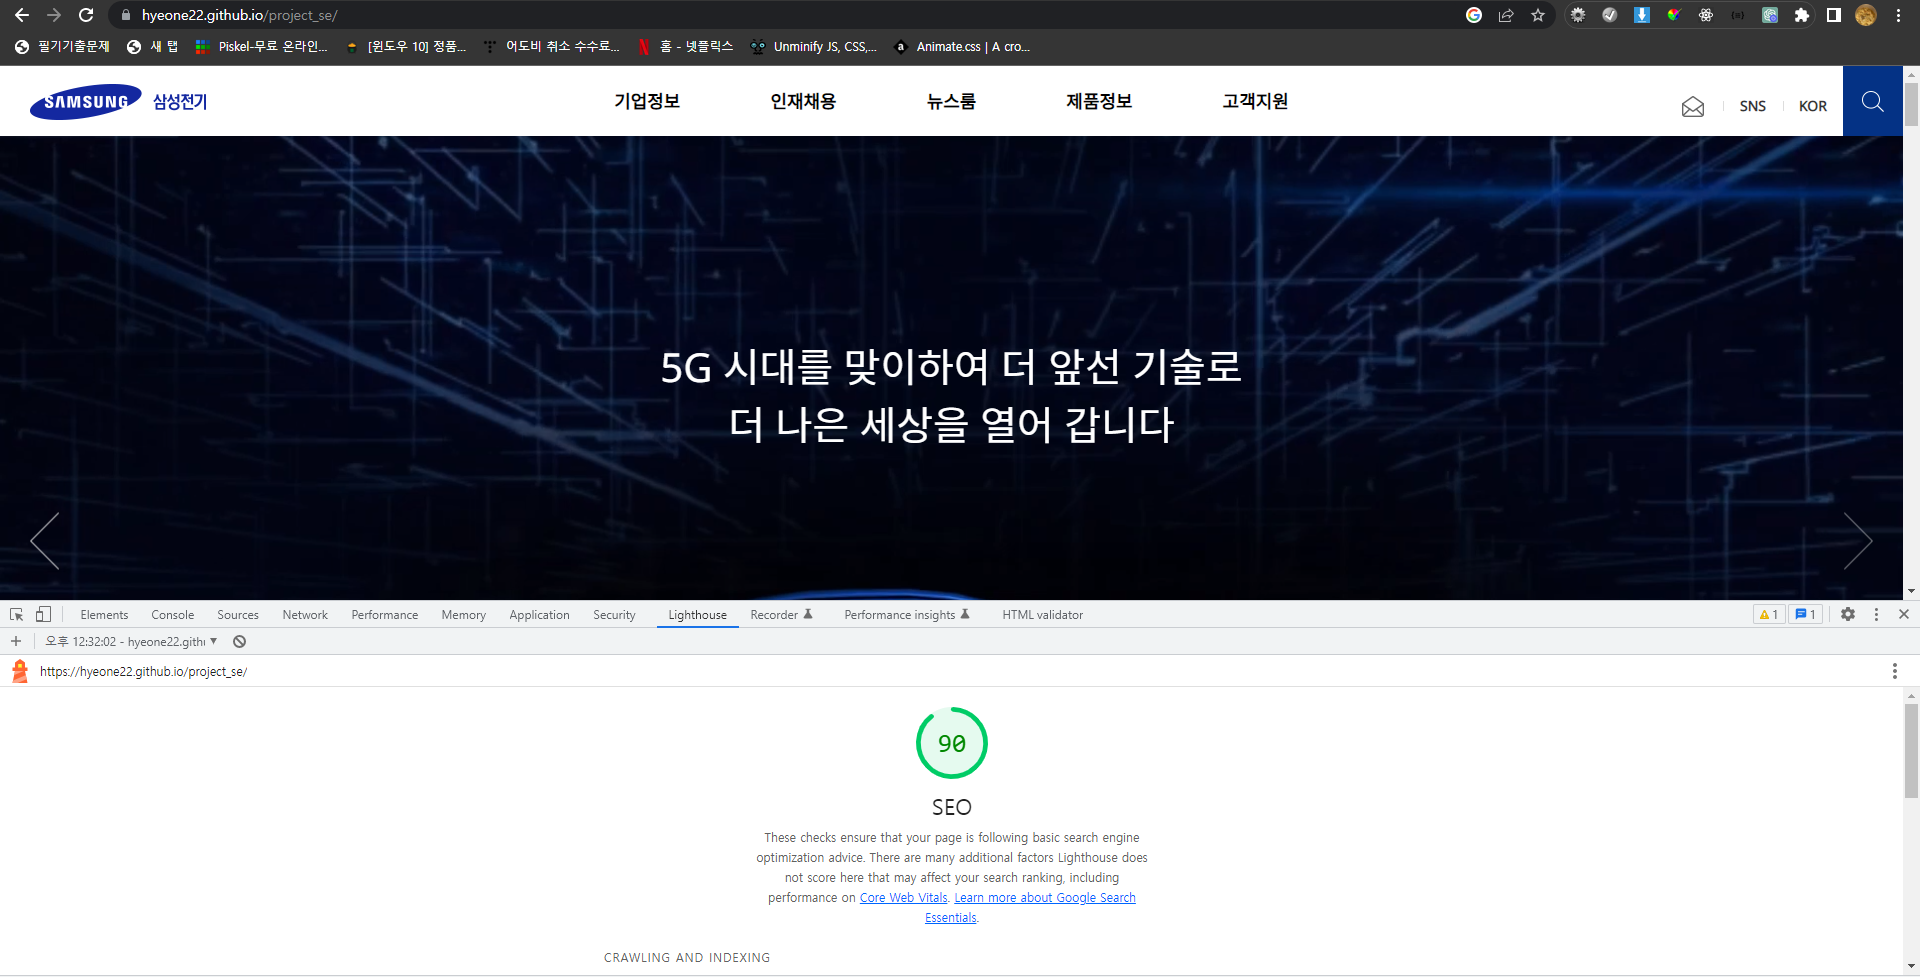 hyeone22.github.io/project_se/
필기기출문제 새 탭 Piskel-무료 온라인... [윈도우 10] 정품... 어도비 취소 수수료... 홈 - 넷플릭스 Unminify JS, CSS,... Animate.css | A cro...
SAMSUNG 삼성전기 기업정보 인재채용 뉴스룸 제품정보 고객지원 SNS KOR
5G 시대를 맞이하여 더 앞선 기술로
더 나은 세상을 열어 갑니다
Elements Console Sources Network Performance Memory Application Security Lighthouse Recorder Performance insights HTML validator 1 1
오후 12:32:02 - hyeone22.githu
https://hyeone22.github.io/project_se/
90
SEO
These checks ensure that your page is following basic search engine
optimization advice. There are many additional factors Lighthouse does
not score here that may affect your search ranking, including
performance on Core Web Vitals. Learn more about Google Search
Essentials.
CRAWLING AND INDEXING